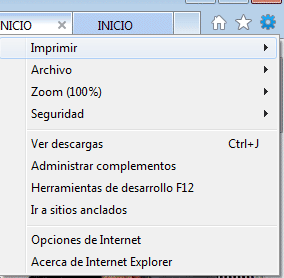 NICIO INICIO
Imprimir
Archivo
Zoom (100%)
Seguridad
Ver descargas Ctrl+J
Administrar complementos
Herramientas de desarrollo F12
Ir a sitios anclados
Opciones de Internet
Acerca de Internet Explorer